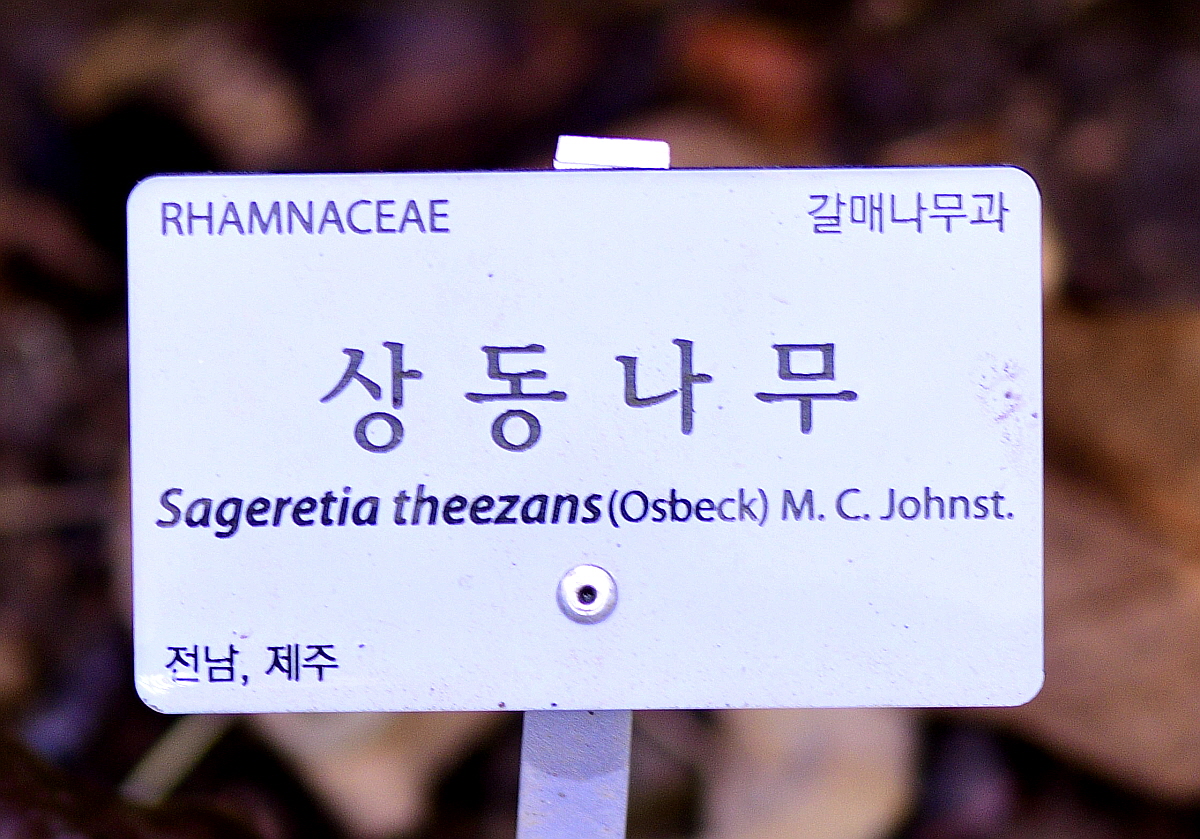 RHAMNACEAE 갈매나무과
상동나무
Sageretia theezans(Osbeck) M. C. Johnst.
전남, 제주